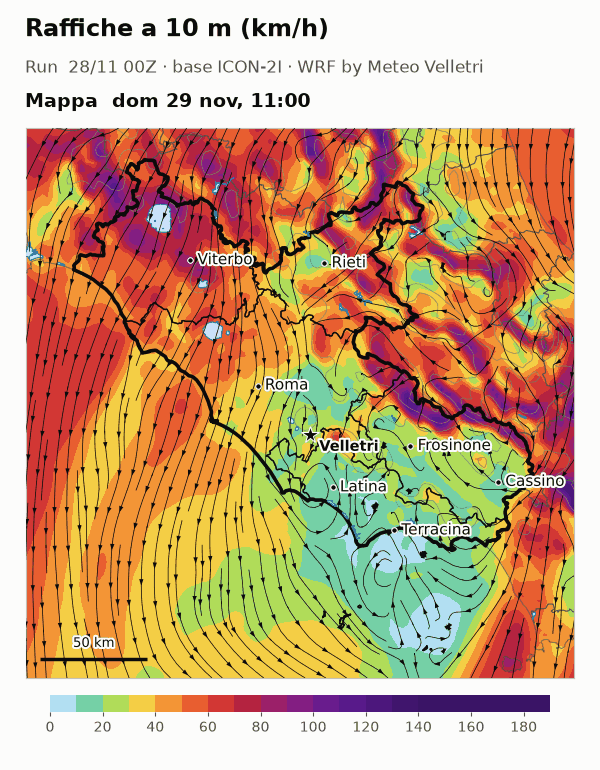 Raffiche a 10 m (km/h)
Run  28/11 00Z · base ICON-2I · WRF by Meteo Velletri
Mappa  dom 29 nov, 11:00
Viterbo
Rieti
Roma
Velletri
Frosinone
Cassino
Latina
Terracina
50 km
0 20 40 60 80 100 120 140 160 180